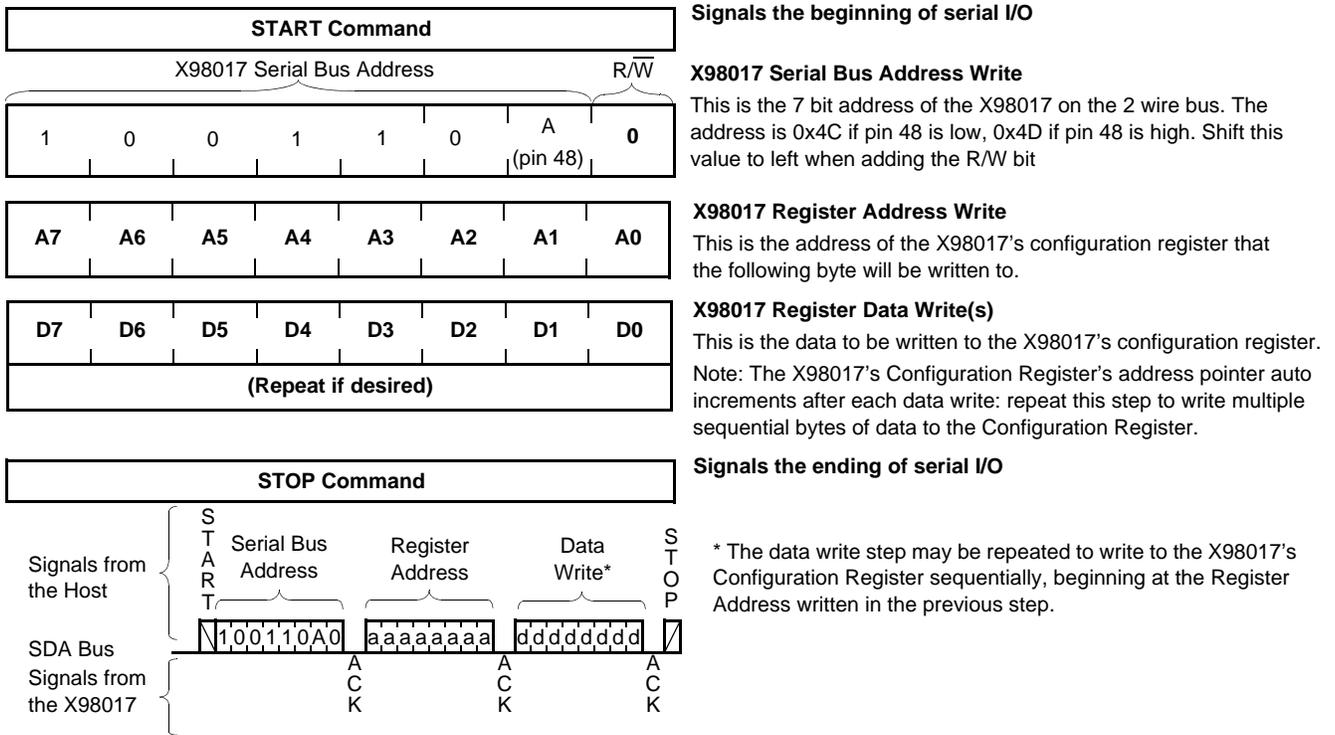 START Command
Signals the beginning of serial I/O
X98017 Serial Bus Address
R/W̅
1 0 0 1 1 0 A (pin 48) 0
X98017 Serial Bus Address Write
This is the 7 bit address of the X98017 on the 2 wire bus. The
address is 0x4C if pin 48 is low, 0x4D if pin 48 is high. Shift this
value to left when adding the R/W bit
A7 A6 A5 A4 A3 A2 A1 A0
X98017 Register Address Write
This is the address of the X98017's configuration register that
the following byte will be written to.
D7 D6 D5 D4 D3 D2 D1 D0
(Repeat if desired)
X98017 Register Data Write(s)
This is the data to be written to the X98017's configuration register.
Note: The X98017's Configuration Register's address pointer auto
increments after each data write: repeat this step to write multiple
sequential bytes of data to the Configuration Register.
STOP Command
Signals the ending of serial I/O
Signals from
the Host
START
Serial Bus
Address
Register
Address
Data
Write*
STOP
* The data write step may be repeated to write to the X98017's
Configuration Register sequentially, beginning at the Register
Address written in the previous step.
SDA Bus
1 0 0 1 1 0 A 0
a a a a a a a a
d d d d d d d d
Signals from
the X98017
ACK
ACK
ACK